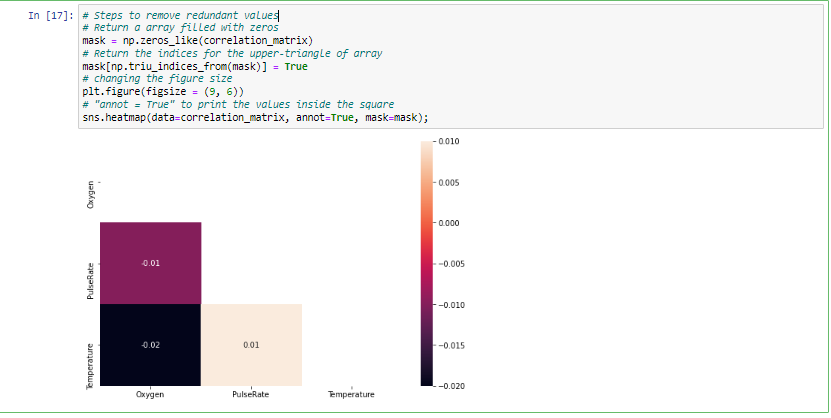 In [17]: # Steps to remove redundant values
# Return a array filled with zeros
mask = np.zeros_like(correlation_matrix)
# Return the indices for the upper-triangle of array
mask[np.triu_indices_from(mask)] = True
# changing the figure size
plt.figure(figsize = (9, 6))
# "annot = True" to print the values inside the square
sns.heatmap(data=correlation_matrix, annot=True, mask=mask);
0.010
0.005
0.000
−0.005
−0.010
−0.015
−0.020
Oxygen
PulseRate
Temperature
-0.01
-0.02
0.01
Oxygen
PulseRate
Temperature